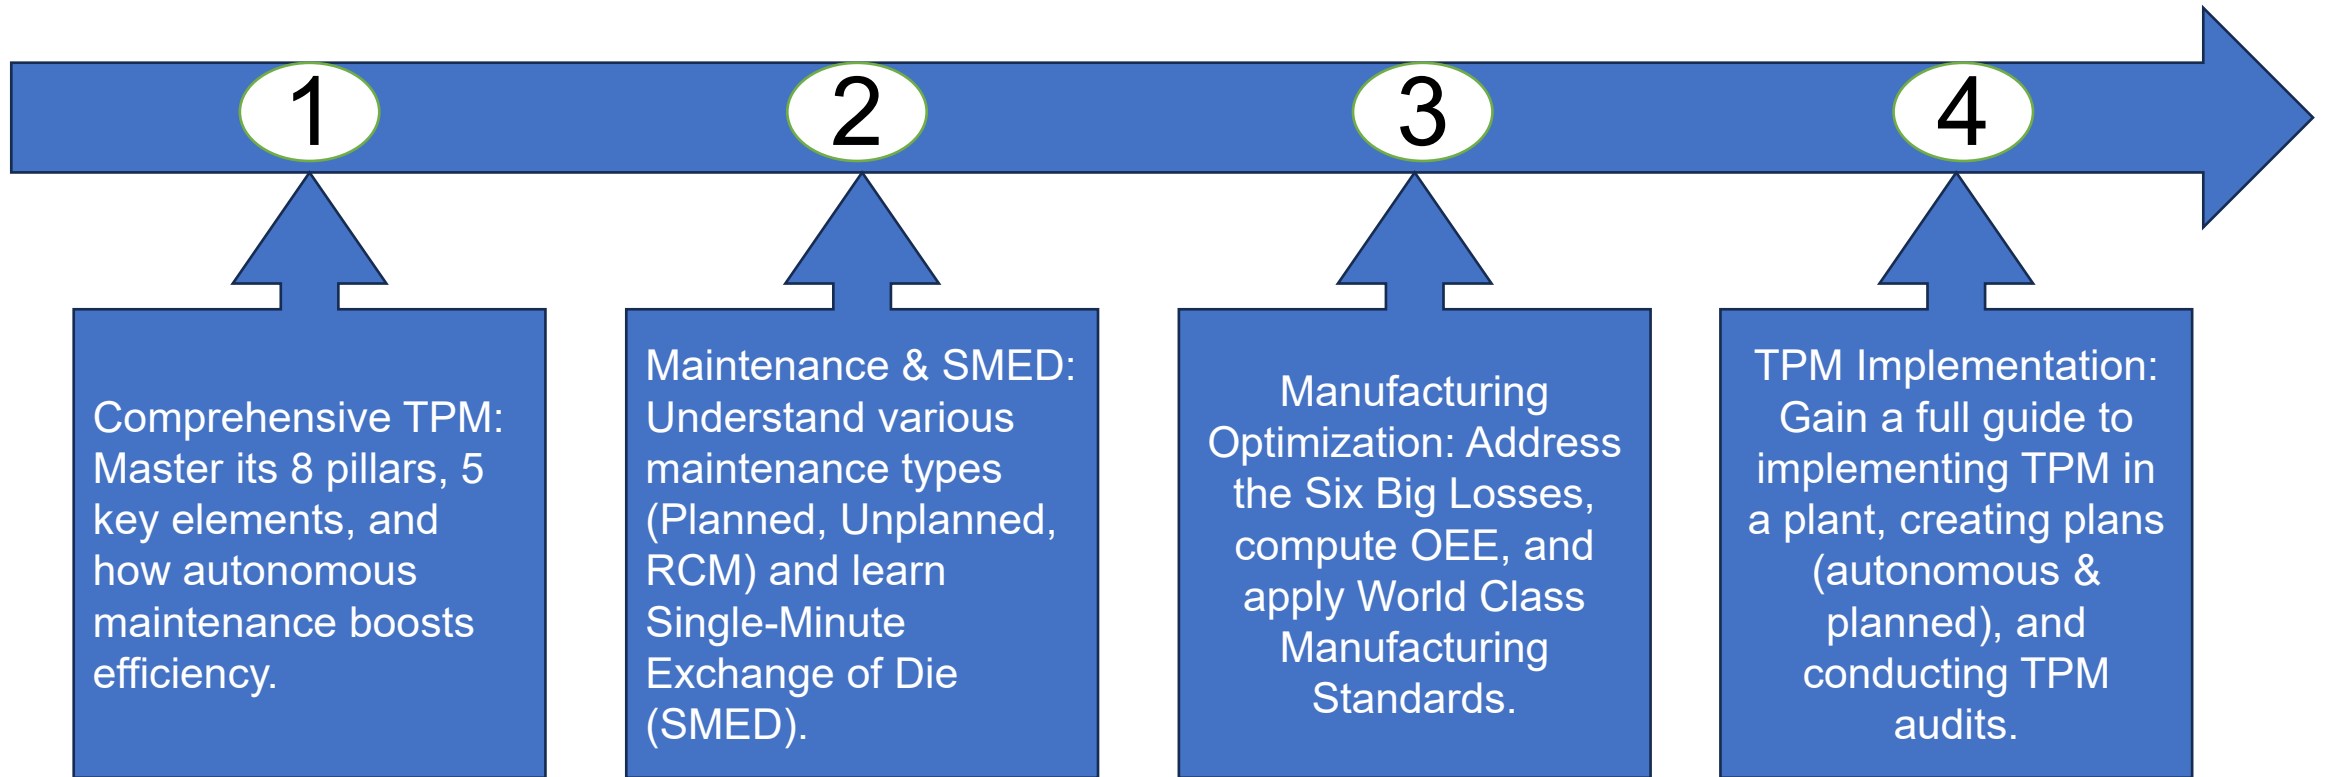 1
2
3
4
Comprehensive TPM:
Master its 8 pillars, 5
key elements, and
how autonomous
maintenance boosts
efficiency.
Maintenance & SMED:
Understand various
maintenance types
(Planned, Unplanned,
RCM) and learn
Single-Minute
Exchange of Die
(SMED).
Manufacturing
Optimization: Address
the Six Big Losses,
compute OEE, and
apply World Class
Manufacturing
Standards.
TPM Implementation:
Gain a full guide to
implementing TPM in
a plant, creating plans
(autonomous &
planned), and
conducting TPM
audits.